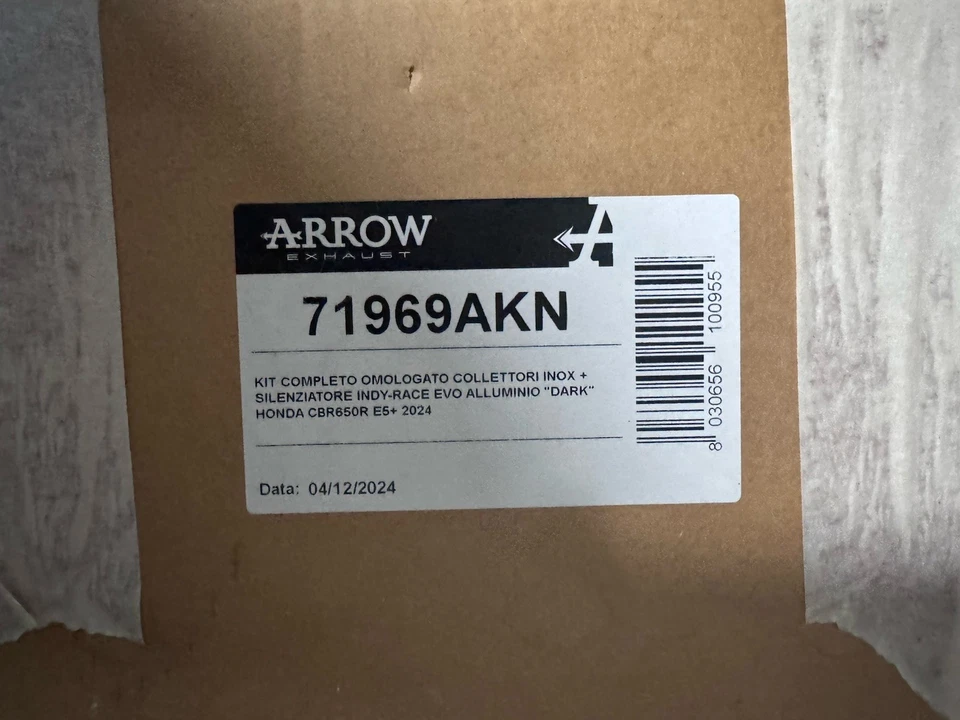 ARROW
EXHAUST
71969AKN
KIT COMPLETO OMOLOGATO COLLETTORI INOX +
SILENZIATORE INDY-RACE EVO ALLUMINIO "DARK"
HONDA CBR650R E5+ 2024
Data: 04/12/2024
8 030656 100955